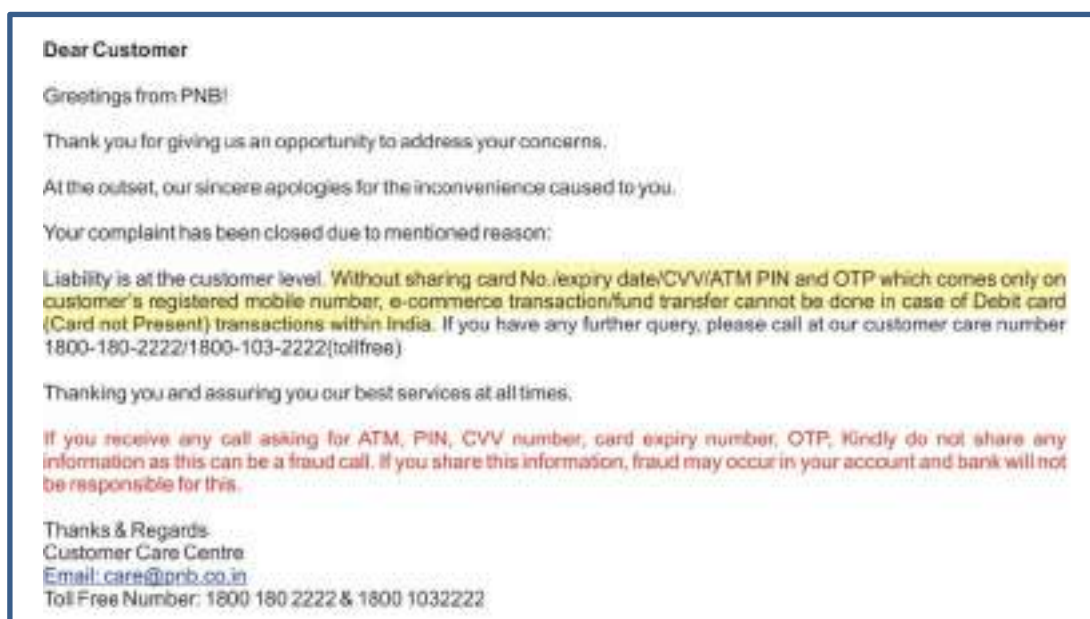 Dear Customer
Greetings from PNB!
Thank you for giving us an opportunity to address your concerns.
At the outset, our sincere apologies for the inconvenience caused to you.
Your complaint has been closed due to mentioned reason:
Liability is at the customer level. Without sharing card No./expiry date/CVV/ATM PIN and OTP which comes only on
customer's registered mobile number, e-commerce transaction/fund transfer cannot be done in case of Debit card
(Card not Present) transactions within India. If you have any further query, please call at our customer care number
1800-180-2222/1800-103-2222(tollfree)
Thanking you and assuring you our best services at all times.
If you receive any call asking for ATM, PIN, CVV number, card expiry number, OTP, Kindly do not share any
information as this can be a fraud call. If you share this information, fraud may occur in your account and bank will not
be responsible for this.
Thanks & Regards
Customer Care Centre
Email: care@pnb.co.in
Toll Free Number: 1800 180 2222 & 1800 1032222